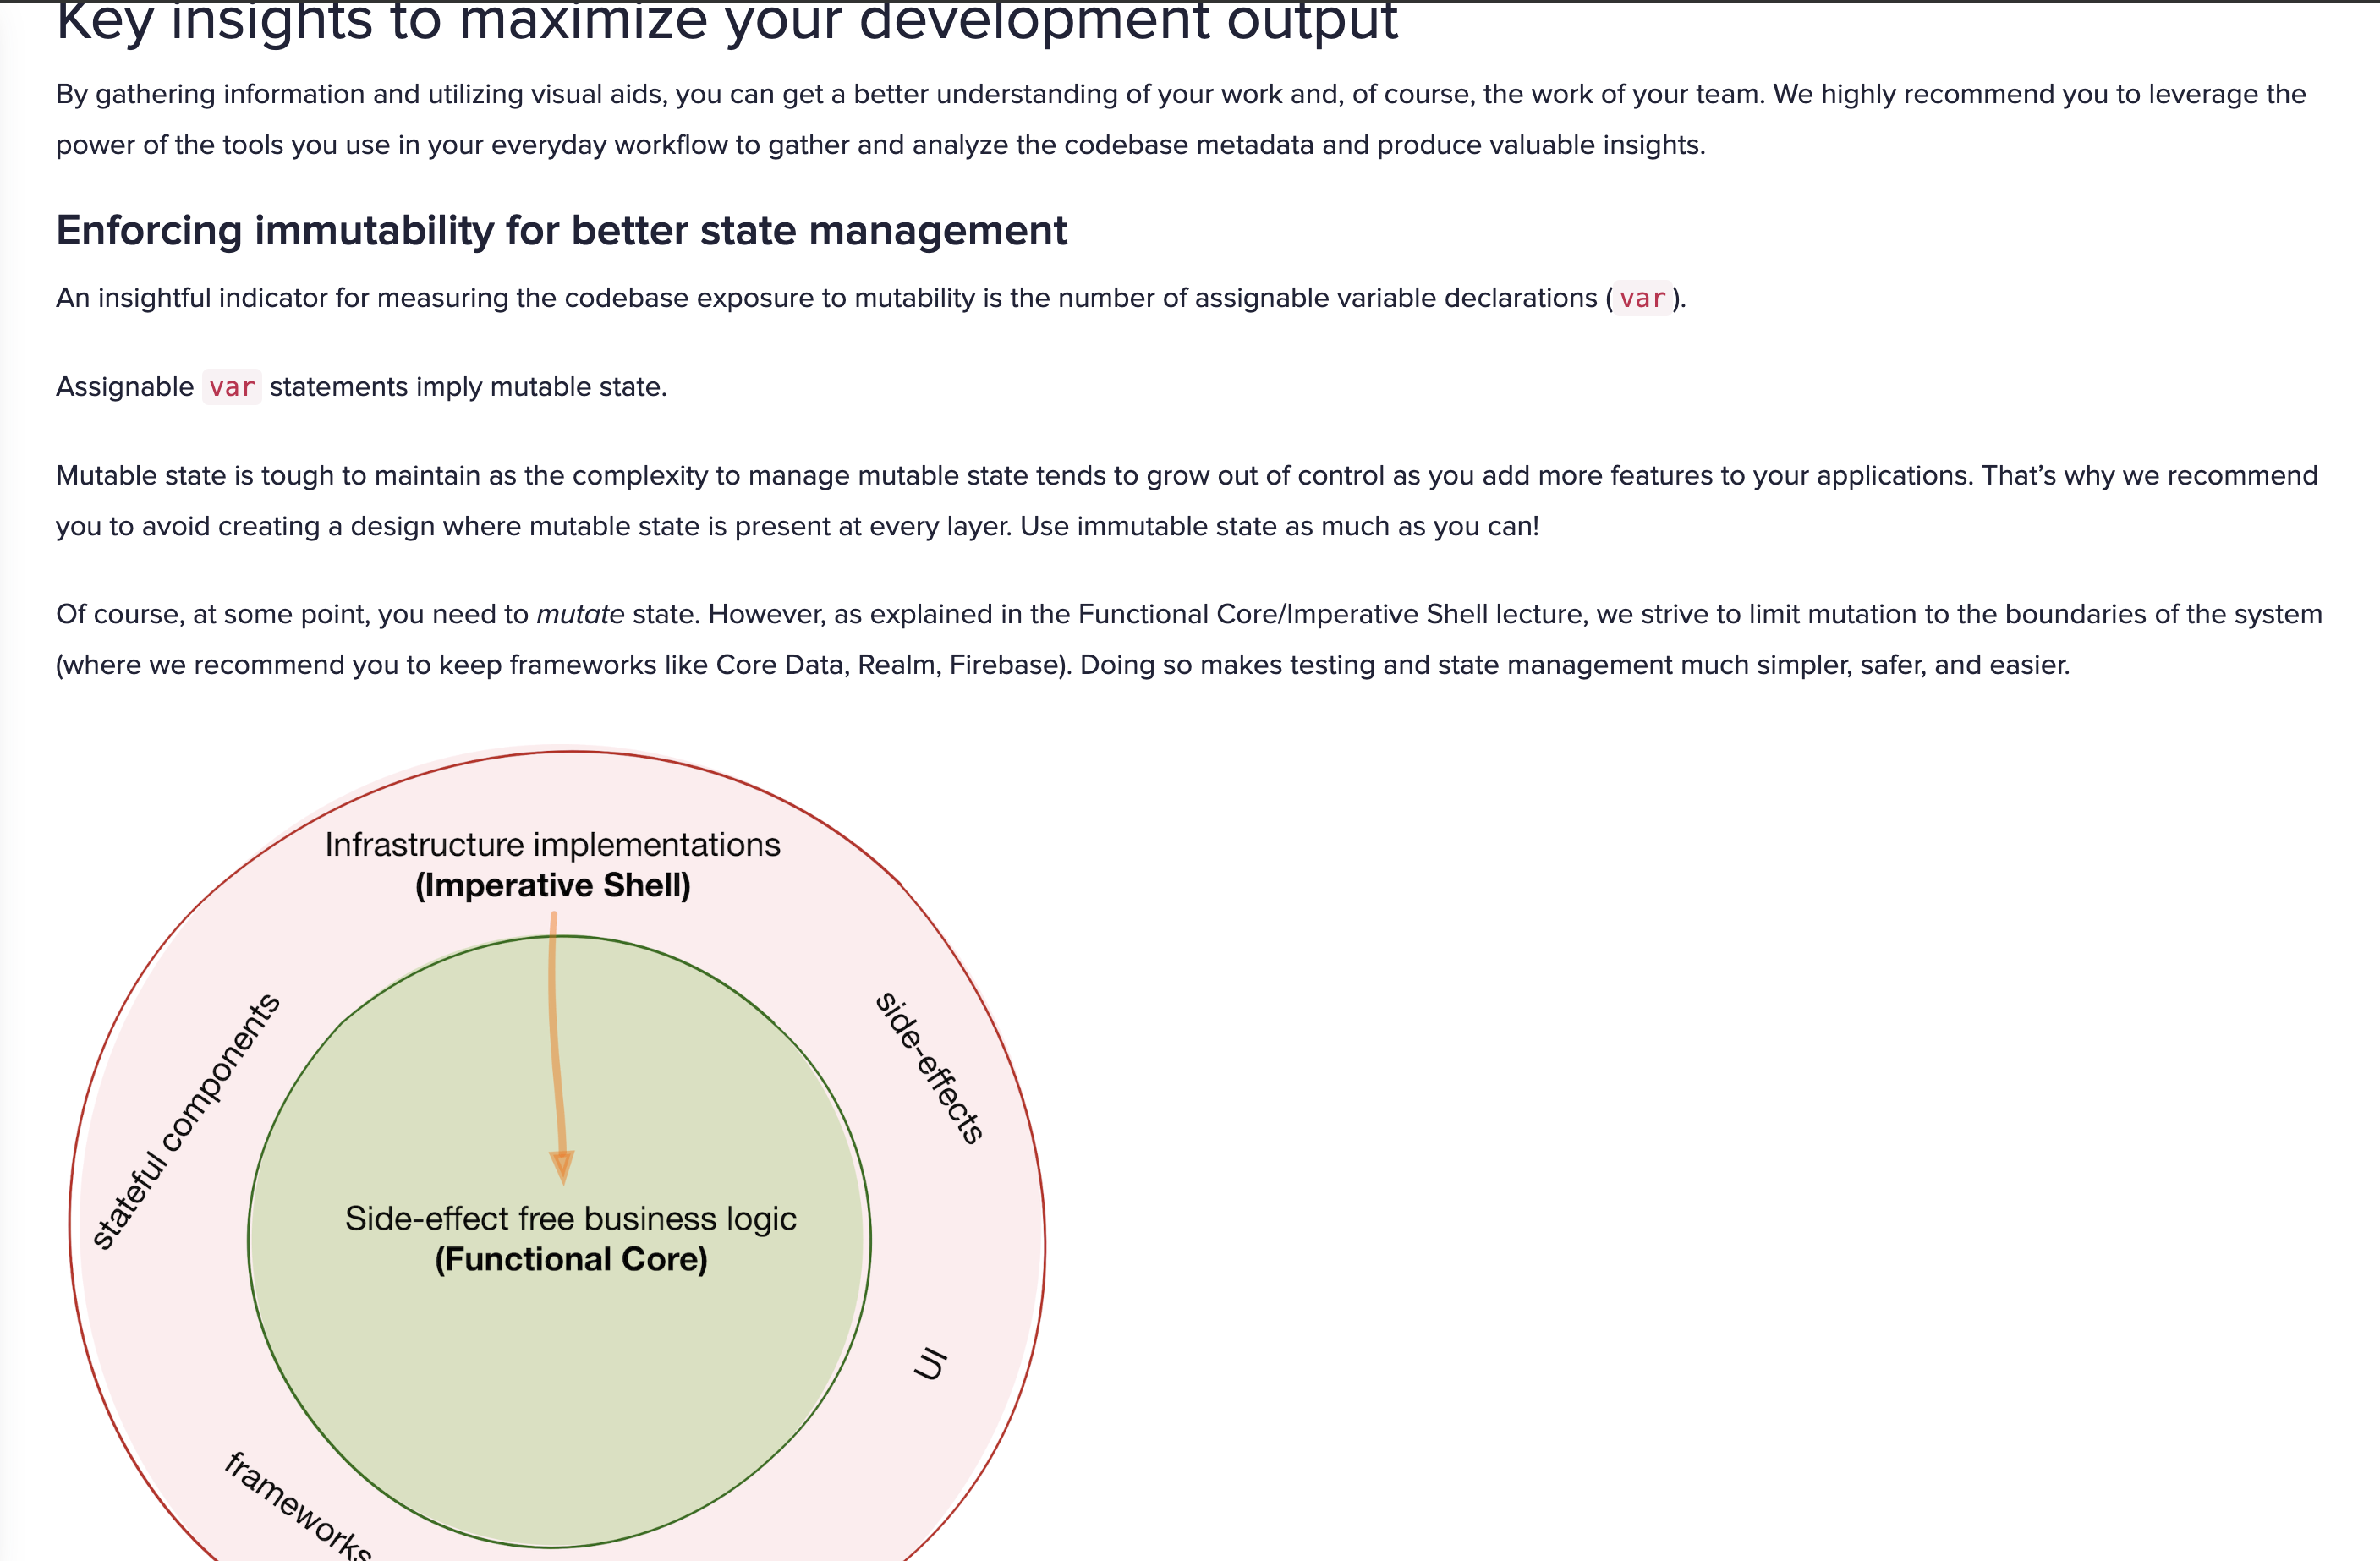 Key insights to maximize your development output
By gathering information and utilizing visual aids, you can get a better understanding of your work and, of course, the work of your team. We highly recommend you to leverage the
power of the tools you use in your everyday workflow to gather and analyze the codebase metadata and produce valuable insights.
Enforcing immutability for better state management
An insightful indicator for measuring the codebase exposure to mutability is the number of assignable variable declarations (var).
Assignable var statements imply mutable state.
Mutable state is tough to maintain as the complexity to manage mutable state tends to grow out of control as you add more features to your applications. That’s why we recommend
you to avoid creating a design where mutable state is present at every layer. Use immutable state as much as you can!
Of course, at some point, you need to mutate state. However, as explained in the Functional Core/Imperative Shell lecture, we strive to limit mutation to the boundaries of the system
(where we recommend you to keep frameworks like Core Data, Realm, Firebase). Doing so makes testing and state management much simpler, safer, and easier.
Infrastructure implementations
(Imperative Shell)
stateful components
side-effects
Side-effect free business logic
(Functional Core)
UI
frameworks